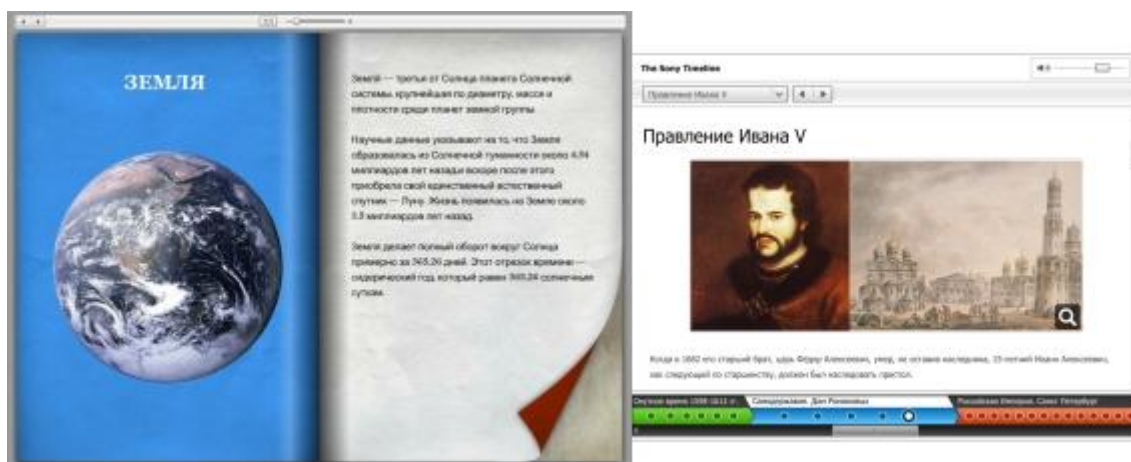 ЗЕМЛЯ
Земля — третья от Солнца планета Солнечной
системы, крупнейшая по диаметру, массе и
плотности среди планет земной группы.
Научные данные указывают на то, что Земля
образовалась из Солнечной туманности около 4,54
миллиардов лет назад и вскоре после этого
приобрела свой единственный естественный
спутник — Луну. Жизнь появилась на Земле около
миллиардов лет назад.
Земля делает полный оборот вокруг Солнца
примерно за 365,26 дней. Этот отрезок времени —
сидерический год, который равен солнечным
суткам.
The Sony Timeline
Правление Ивана V
Правление Ивана V
Когда в 1682 его старший брат, царь Фёдор Алексеевич, умер, не оставив наследника, 15-летний Иван Алексеевич,
как следующий по старшинству, должен был наследовать престол.
Смутное время 1598-1613 гг.
Самодержавие. Дом Романовых
Российская Империя. Санкт Петербург